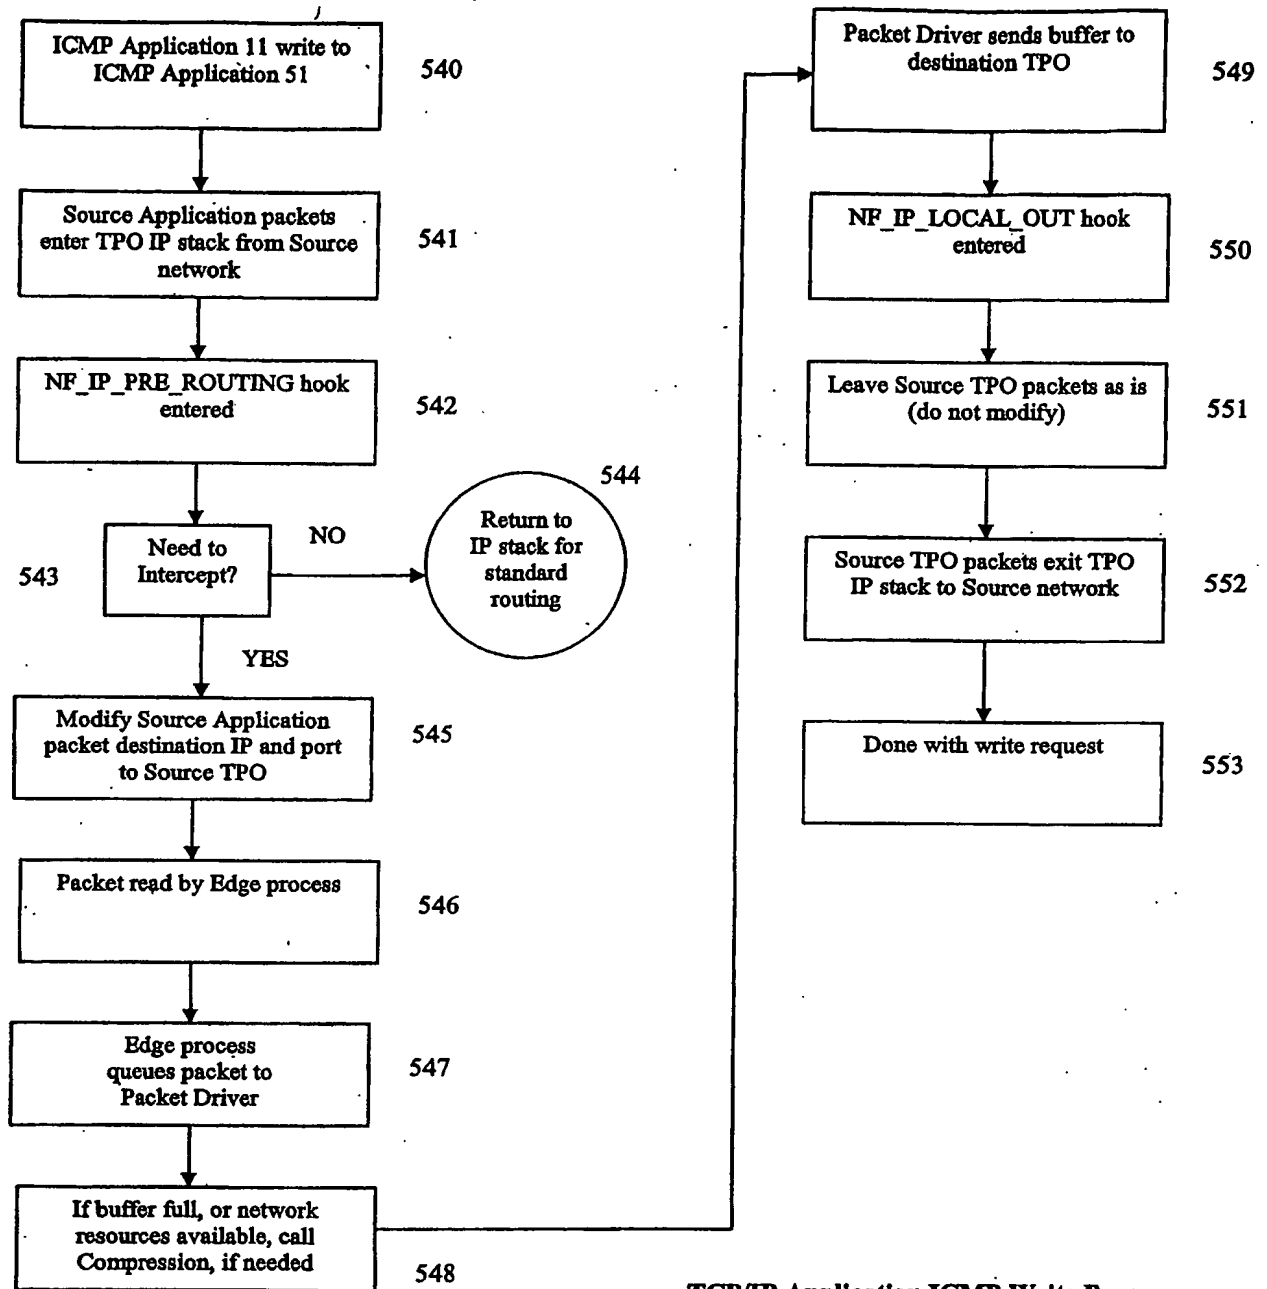 ICMP Application 11 write to
ICMP Application 51
540
Source Application packets
enter TPO IP stack from Source
network
541
NF_IP_PRE_ROUTING hook
entered
542
Need to
Intercept?
543
NO
544
Return to
IP stack for
standard
routing
YES
Modify Source Application
packet destination IP and port
to Source TPO
545
Packet read by Edge process
546
Edge process
queues packet to
Packet Driver
547
If buffer full, or network
resources available, call
Compression, if needed
548
Packet Driver sends buffer to
destination TPO
549
NF_IP_LOCAL_OUT hook
entered
550
Leave Source TPO packets as is
(do not modify)
551
Source TPO packets exit TPO
IP stack to Source network
552
Done with write request
553
TCP/IP Application ICMP Write